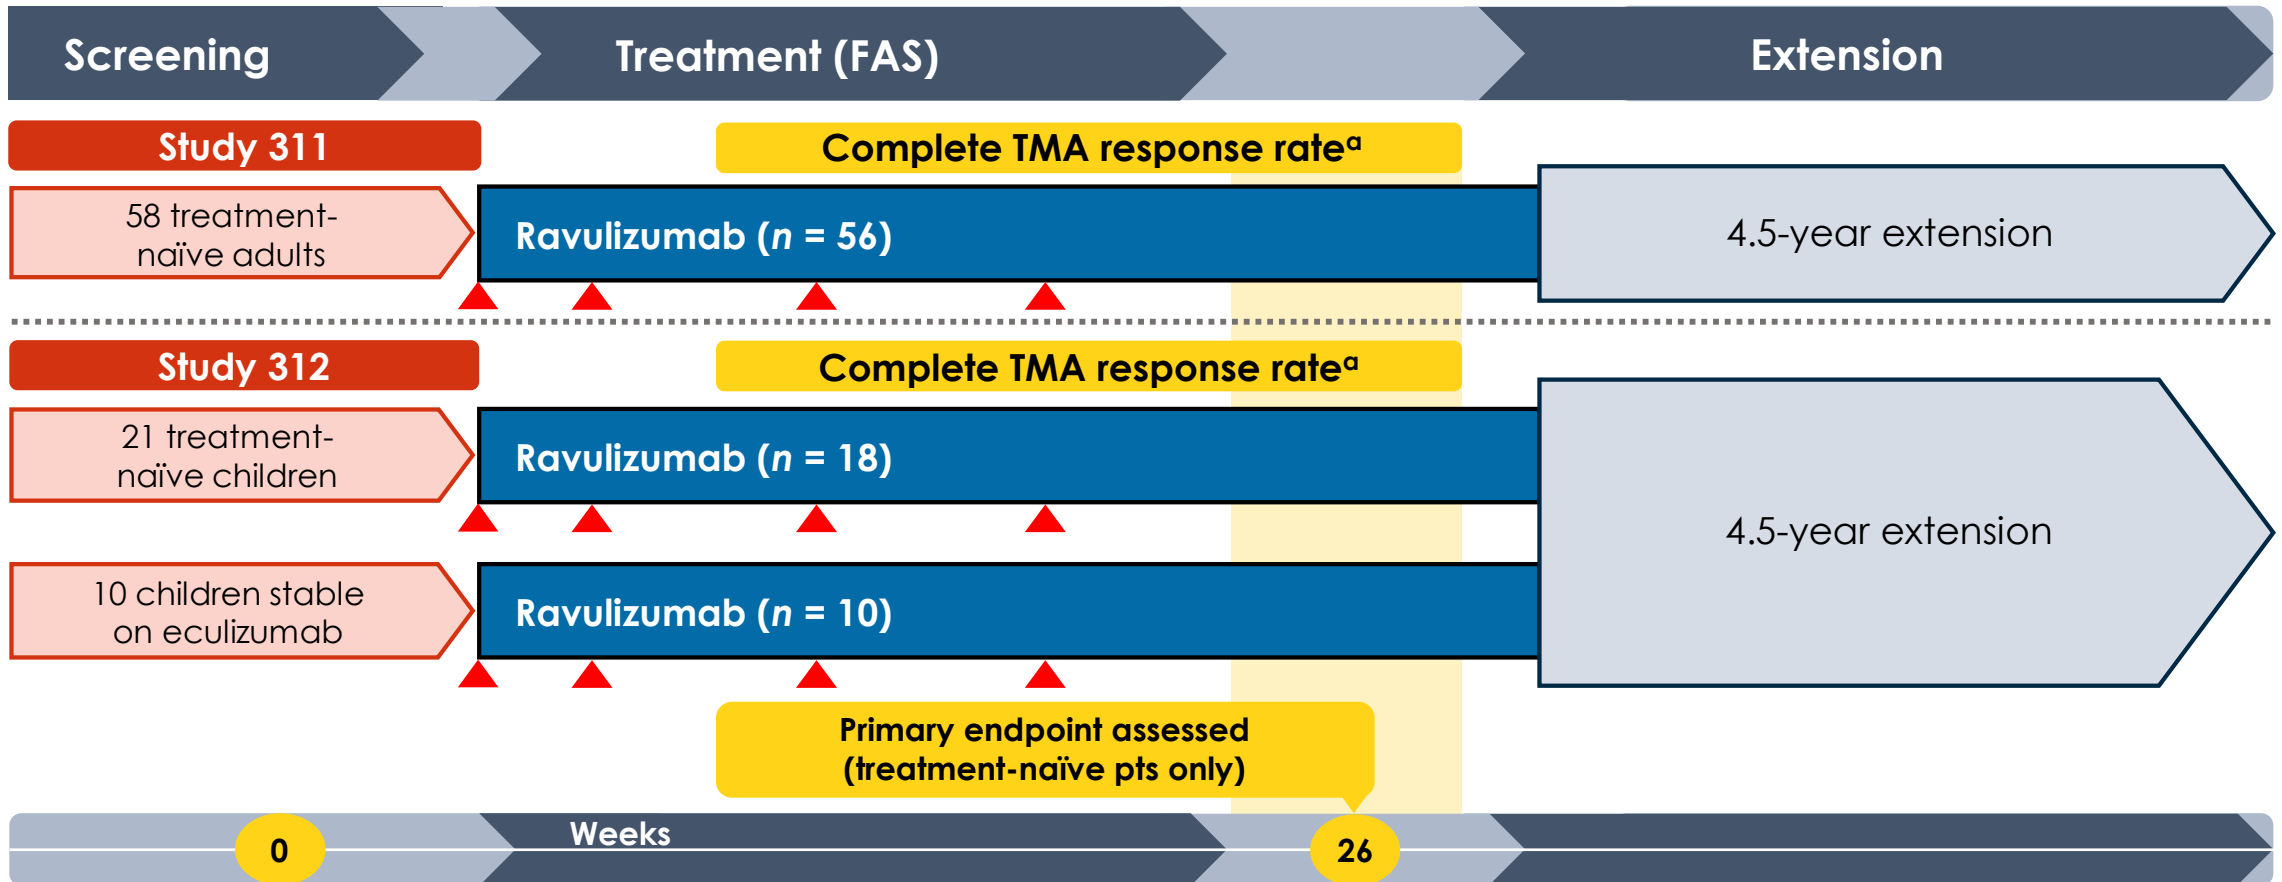 Screening
Treatment (FAS)
Extension
Study 311
Complete TMA response rateᵃ
58 treatment-
naïve adults
Ravulizumab (n = 56)
4.5-year extension
Study 312
Complete TMA response rateᵃ
21 treatment-
naïve children
Ravulizumab (n = 18)
4.5-year extension
10 children stable
on eculizumab
Ravulizumab (n = 10)
Primary endpoint assessed
(treatment-naïve pts only)
Weeks
0
26